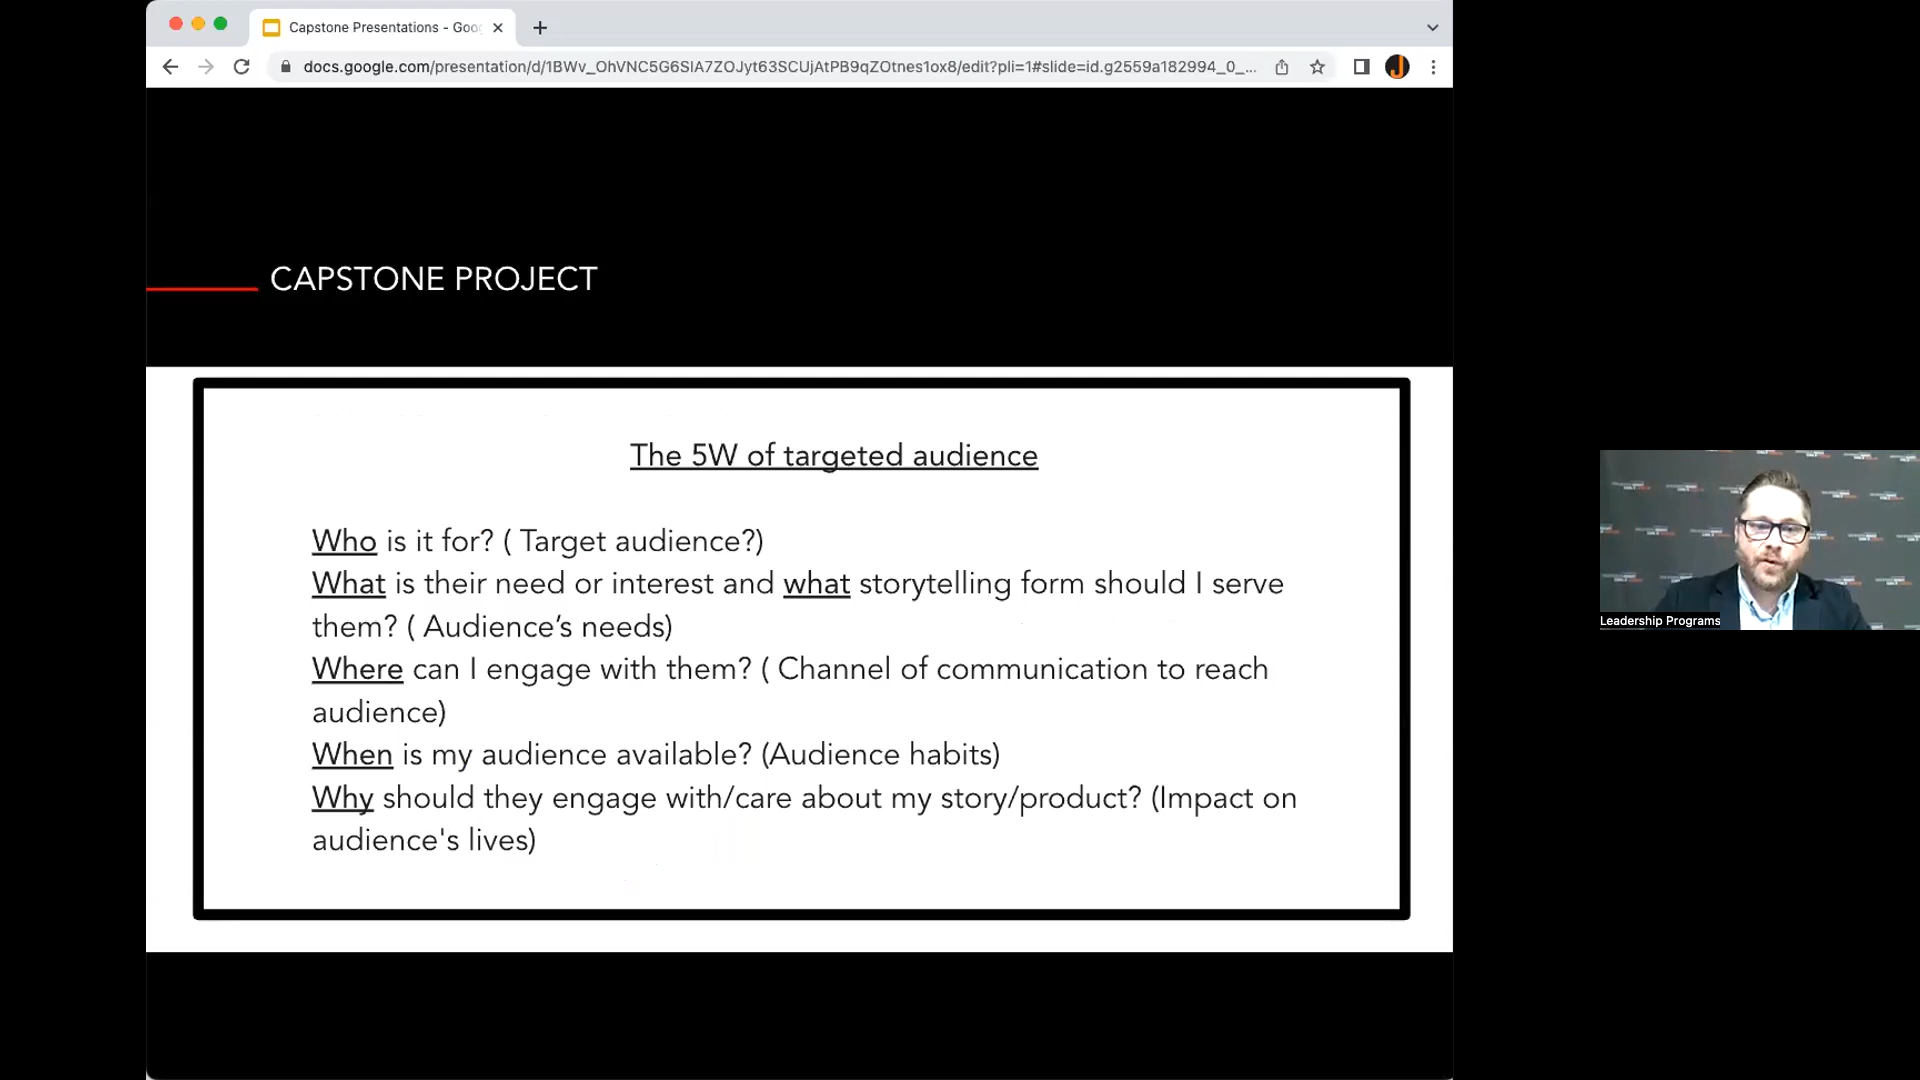 Capstone Presentations - Goo
docs.google.com/presentation/d/1BWv_OhVNC5G6SlA7ZOJyt63SCUjAtPB9qZOtnes1ox8/edit?pli=1#slide=id.g2559a182994_0_...
CAPSTONE PROJECT
The 5W of targeted audience
Who is it for? ( Target audience?)
What is their need or interest and what storytelling form should I serve
them? ( Audience’s needs)
Where can I engage with them? ( Channel of communication to reach
audience)
When is my audience available? (Audience habits)
Why should they engage with/care about my story/product? (Impact on
audience's lives)
Leadership Programs